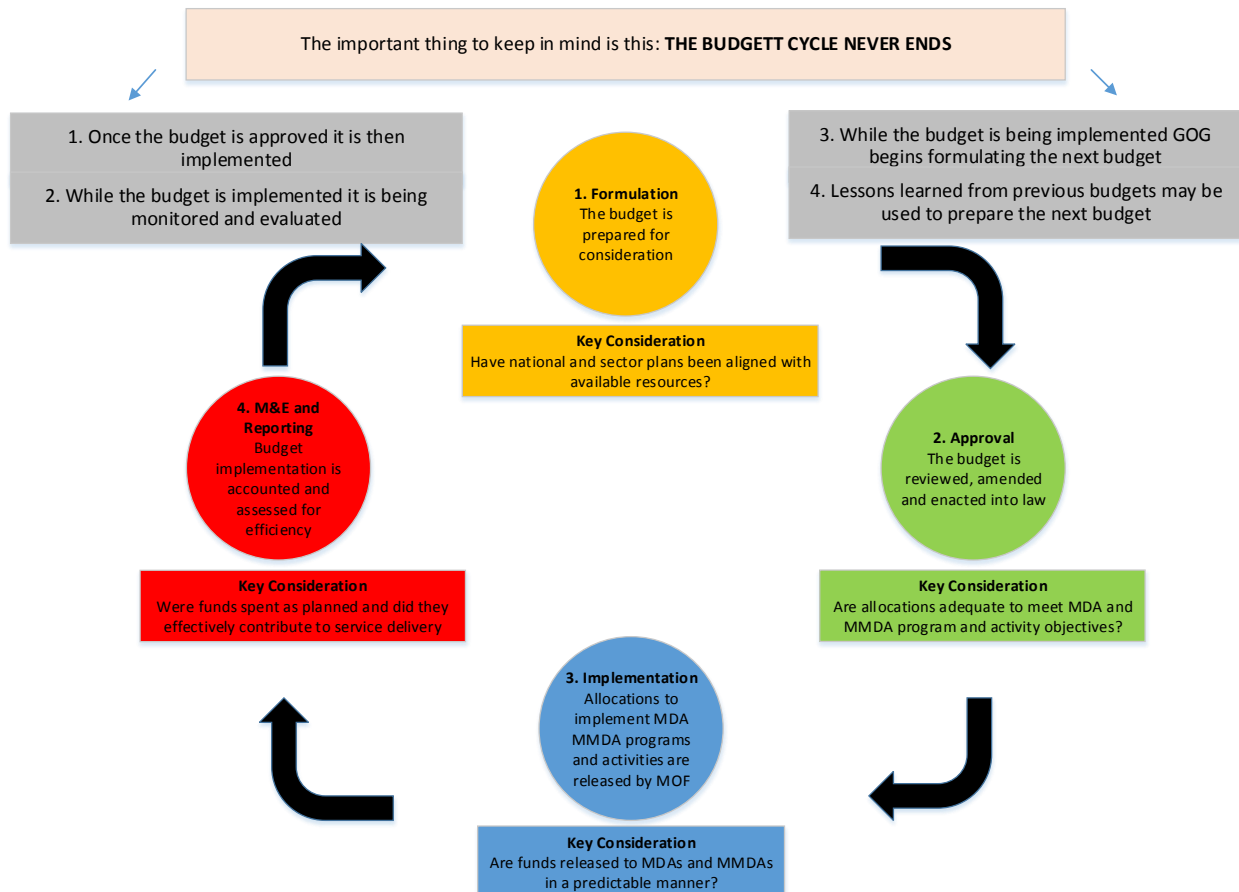 The important thing to keep in mind is this: THE BUDGETT CYCLE NEVER ENDS
1. Once the budget is approved it is then
implemented
2. While the budget is implemented it is being
monitored and evaluated
3. While the budget is being implemented GOG
begins formulating the next budget
4. Lessons learned from previous budgets may be
used to prepare the next budget
1. Formulation
The budget is
prepared for
consideration
Key Consideration
Have national and sector plans been aligned with
available resources?
2. Approval
The budget is
reviewed, amended
and enacted into law
Key Consideration
Are allocations adequate to meet MDA and
MMDA program and activity objectives?
3. Implementation
Allocations to
implement MDA
MMDA programs
and activities are
released by MOF
Key Consideration
Are funds released to MDAs and MMDAs
in a predictable manner?
4. M&E and
Reporting
Budget
implementation is
accounted and
assessed for
efficiency
Key Consideration
Were funds spent as planned and did they
effectively contribute to service delivery